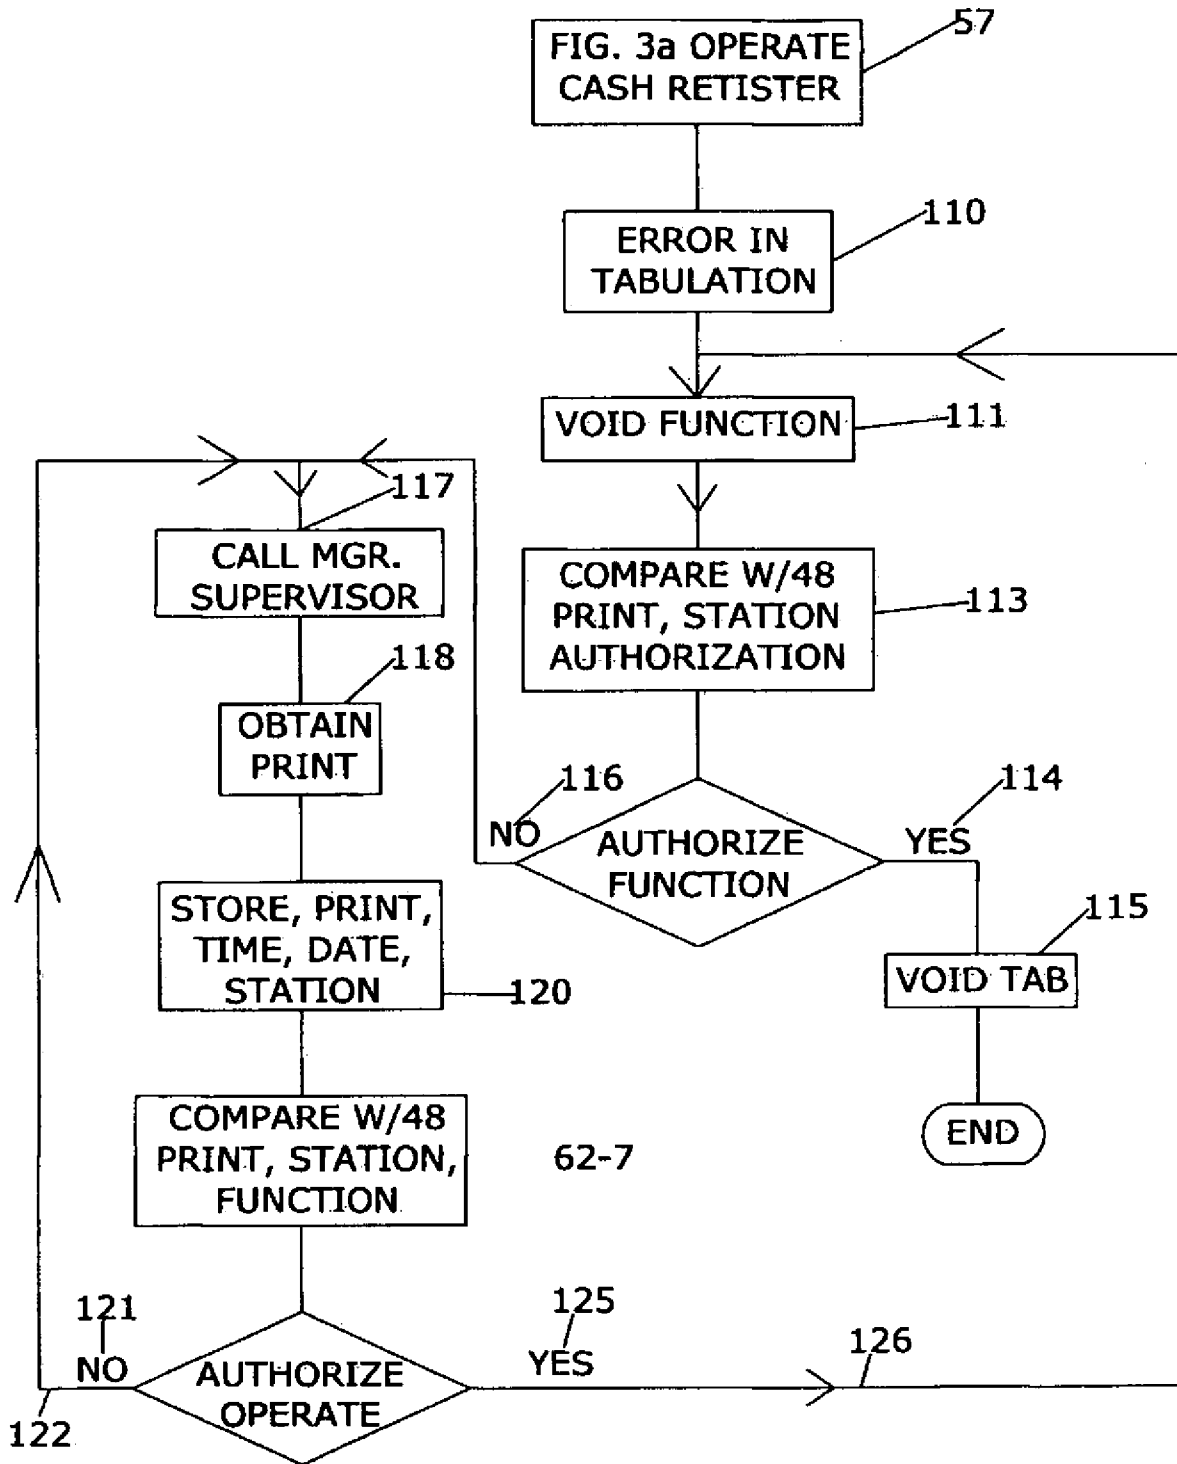 FIG. 3a OPERATE
CASH RETISTER
57
ERROR IN
TABULATION
110
VOID FUNCTION
111
COMPARE W/48
PRINT, STATION
AUTHORIZATION
113
AUTHORIZE
FUNCTION
NO
116
YES
114
VOID TAB
115
END
CALL MGR.
SUPERVISOR
117
OBTAIN
PRINT
118
STORE, PRINT,
TIME, DATE,
STATION
120
COMPARE W/48
PRINT, STATION,
FUNCTION
62-7
AUTHORIZE
OPERATE
121
NO
122
125
YES
126